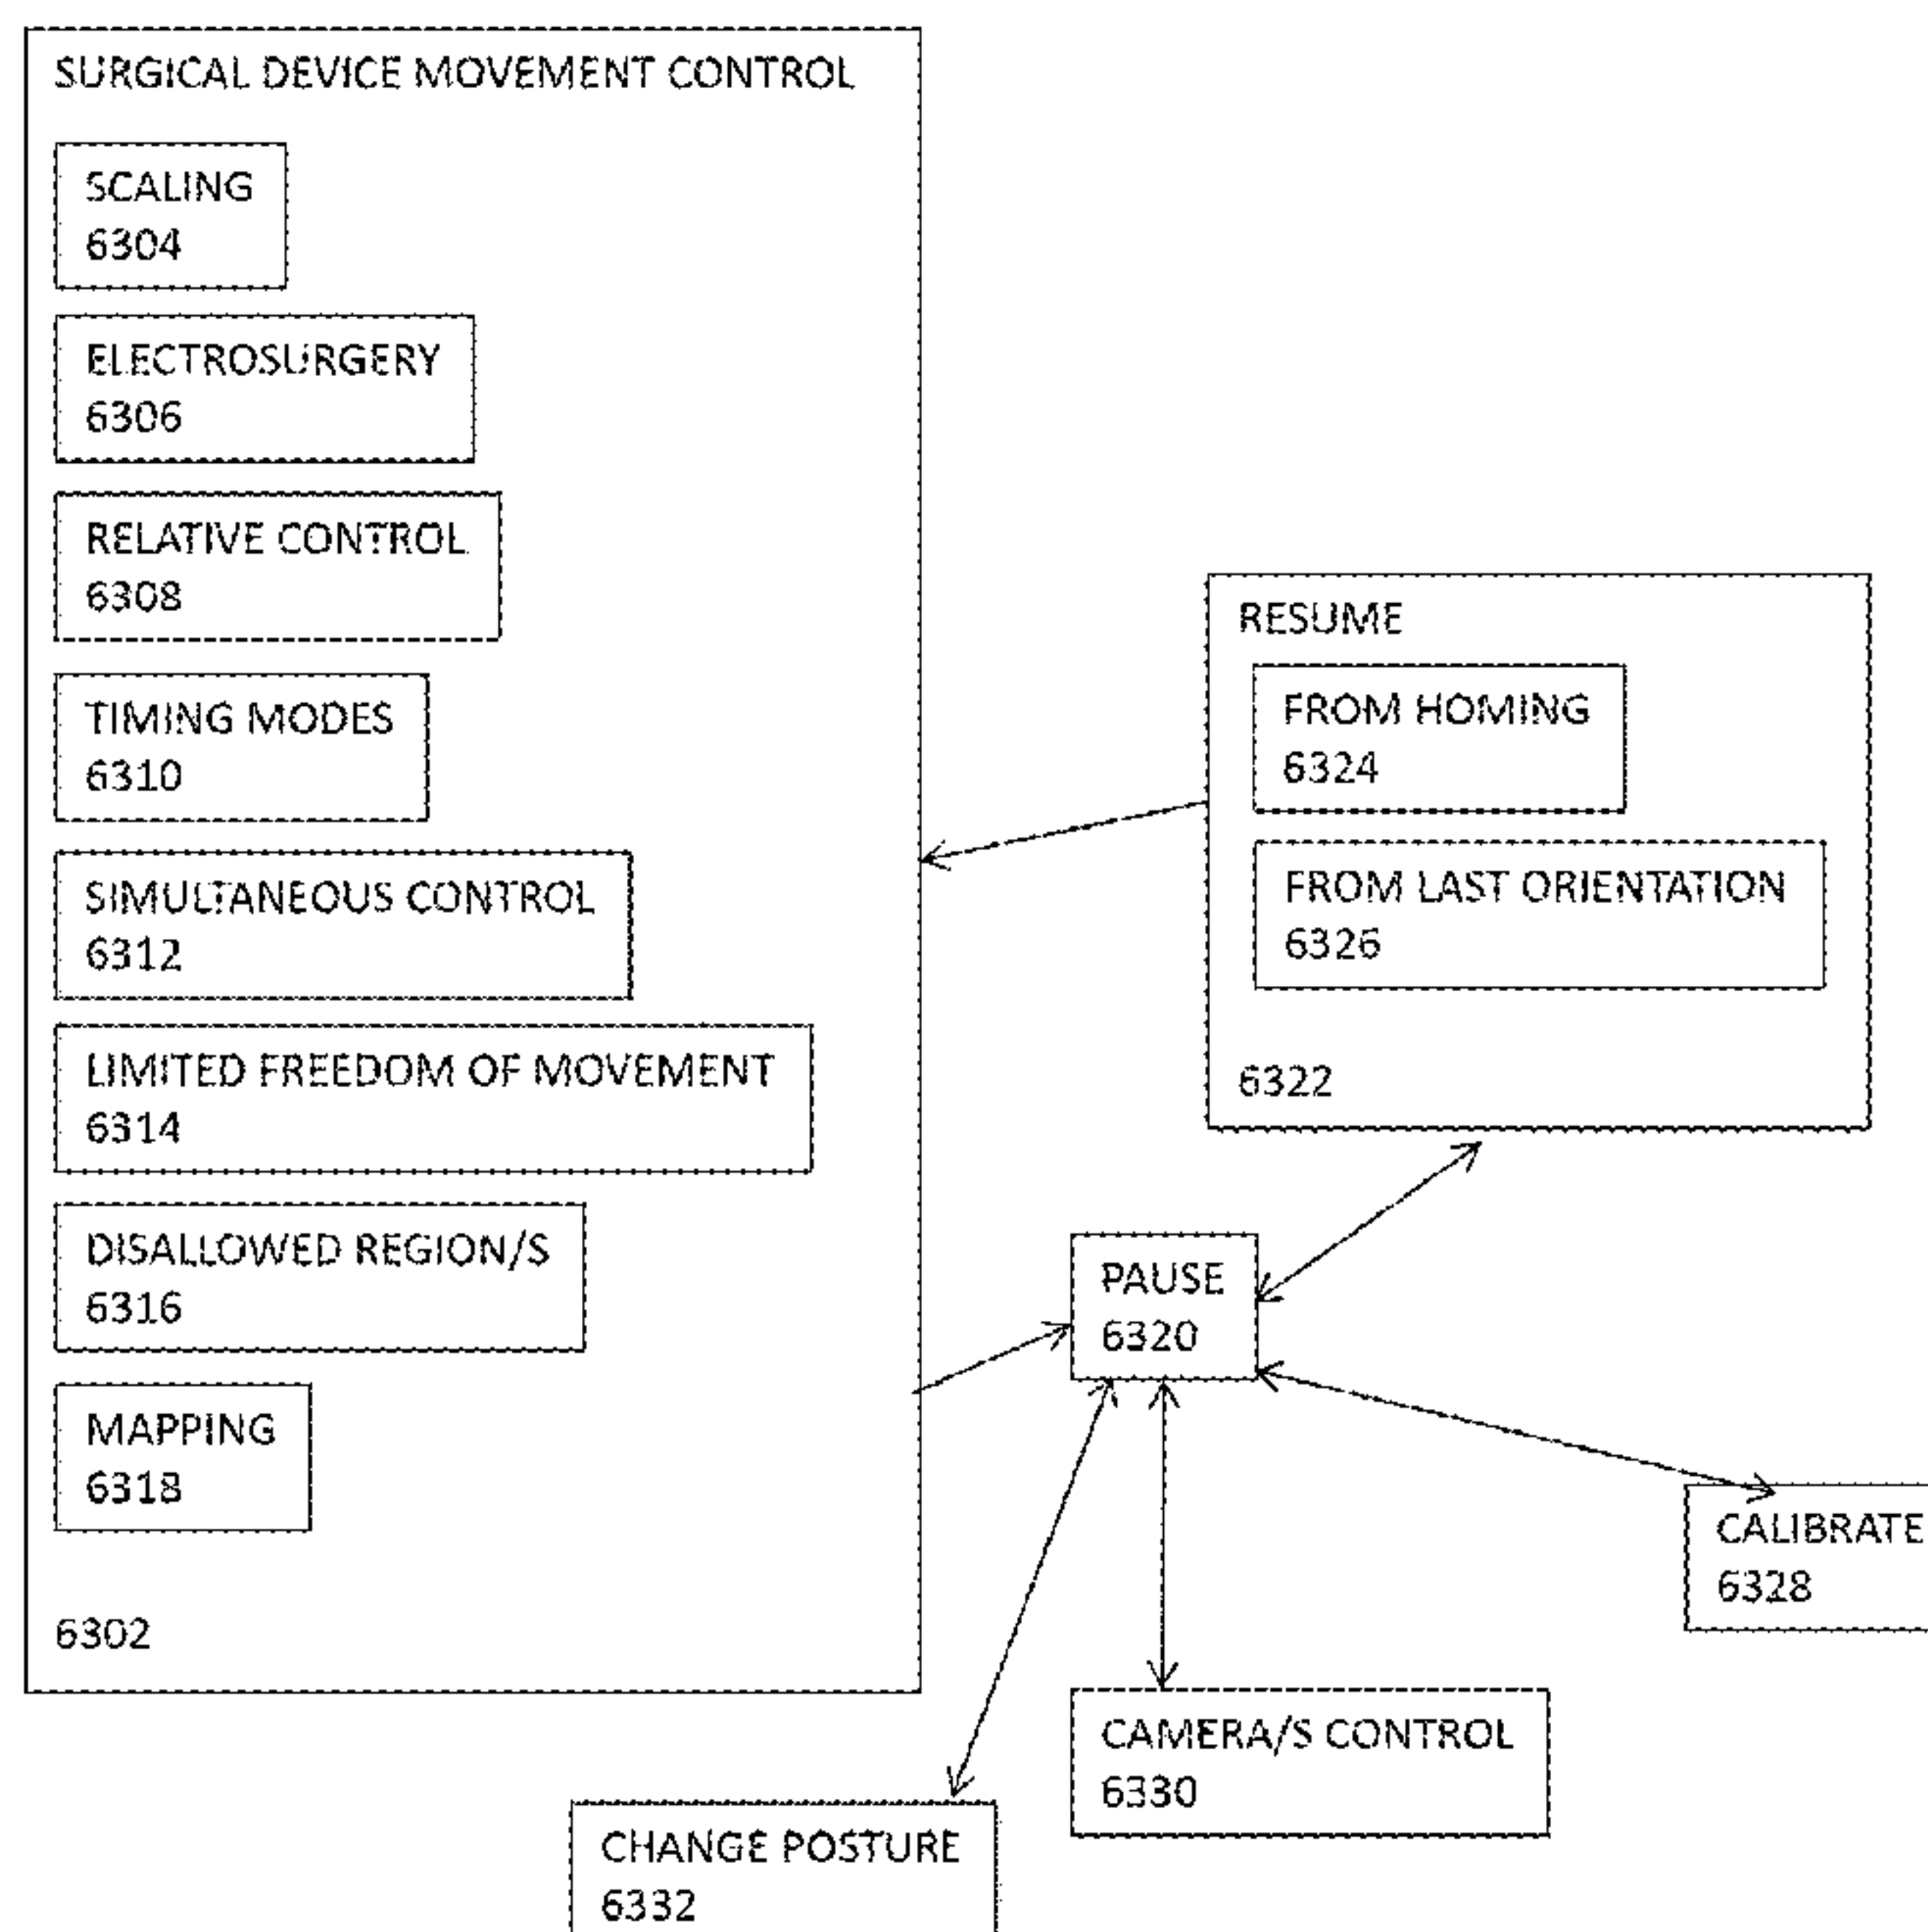 SURGICAL DEVICE MOVEMENT CONTROL
SCALING
6304
ELECTROSURGERY
6306
RELATIVE CONTROL
6308
TIMING MODES
6310
SIMULTANEOUS CONTROL
6312
LIMITED FREEDOM OF MOVEMENT
6314
DISALLOWED REGION/S
6316
MAPPING
6318
6302
RESUME
FROM HOMING
6324
FROM LAST ORIENTATION
6326
6322
PAUSE
6320
CALIBRATE
6328
CAMERA/S CONTROL
6330
CHANGE POSTURE
6332